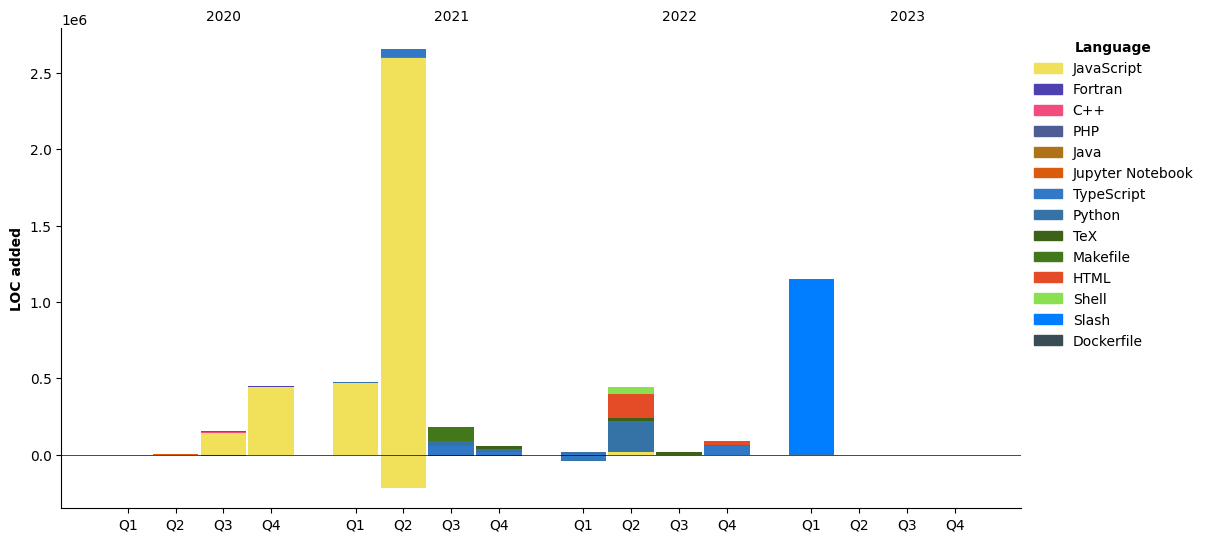 1e6
2020 2021 2022 2023
LOC added
2.5
2.0
1.5
1.0
0.5
0.0
Q1 Q2 Q3 Q4 Q1 Q2 Q3 Q4 Q1 Q2 Q3 Q4 Q1 Q2 Q3 Q4
Language
JavaScript
Fortran
C++
PHP
Java
Jupyter Notebook
TypeScript
Python
TeX
Makefile
HTML
Shell
Slash
Dockerfile